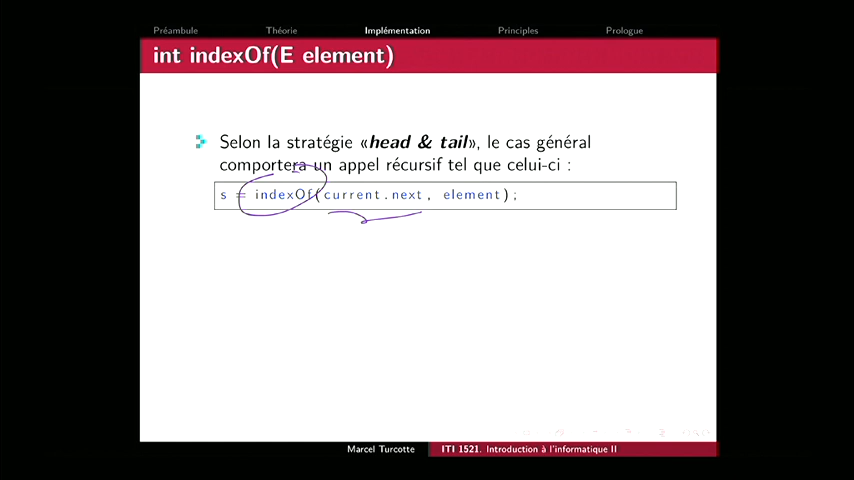 Préambule Théorie Implémentation Principles Prologue
int indexOf(E element)
Selon la stratégie «head & tail», le cas général
comportera un appel récursif tel que celui-ci :
s = indexOf(current.next, element);
Marcel Turcotte ITI 1521. Introduction à l'informatique II